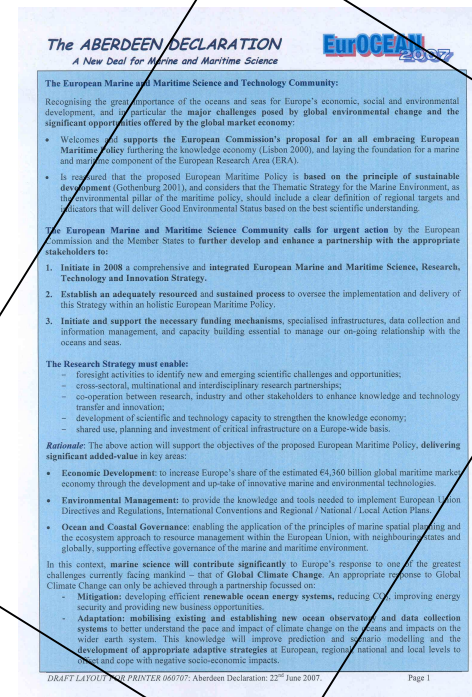 The ABERDEEN DECLARATION
A New Deal for Marine and Maritime Science
EurOCEAN
2007
The European Marine and Maritime Science and Technology Community:
Recognising the great importance of the oceans and seas for Europe's economic, social and environmental
development, and in particular the major challenges posed by global environmental change and the
significant opportunities offered by the global market economy:
• Welcomes and supports the European Commission's proposal for an all embracing European
Maritime Policy furthering the knowledge economy (Lisbon 2000), and laying the foundation for a marine
and maritime component of the European Research Area (ERA).
• Is reassured that the proposed European Maritime Policy is based on the principle of sustainable
development (Gothenburg 2001), and considers that the Thematic Strategy for the Marine Environment, as
the environmental pillar of the maritime policy, should include a clear definition of regional targets and
indicators that will deliver Good Environmental Status based on the best scientific understanding.
The European Marine and Maritime Science Community calls for urgent action by the European
Commission and the Member States to further develop and enhance a partnership with the appropriate
stakeholders to:
1. Initiate in 2008 a comprehensive and integrated European Marine and Maritime Science, Research,
Technology and Innovation Strategy.
2. Establish an adequately resourced and sustained process to oversee the implementation and delivery of
this Strategy within an holistic European Maritime Policy.
3. Initiate and support the necessary funding mechanisms, specialised infrastructures, data collection and
information management, and capacity building essential to manage our on-going relationship with the
oceans and seas.
The Research Strategy must enable:
- foresight activities to identify new and emerging scientific challenges and opportunities;
- cross-sectoral, multinational and interdisciplinary research partnerships;
- co-operation between research, industry and other stakeholders to enhance knowledge and technology
transfer and innovation;
- development of scientific and technology capacity to strengthen the knowledge economy;
- shared use, planning and investment of critical infrastructure on a Europe-wide basis.
Rationale: The above action will support the objectives of the proposed European Maritime Policy, delivering
significant added-value in key areas:
• Economic Development: to increase Europe's share of the estimated €4,360 billion global maritime market
economy through the development and up-take of innovative marine and environmental technologies.
• Environmental Management: to provide the knowledge and tools needed to implement European Union
Directives and Regulations, International Conventions and Regional / National / Local Action Plans.
• Ocean and Coastal Governance: enabling the application of the principles of marine spatial planning and
the ecosystem approach to resource management within the European Union, with neighbouring states and
globally, supporting effective governance of the marine and maritime environment.
In this context, marine science will contribute significantly to Europe's response to one of the greatest
challenges currently facing mankind – that of Global Climate Change. An appropriate response to Global
Climate Change can only be achieved through a partnership focussed on:
- Mitigation: developing efficient renewable ocean energy systems, reducing CO₂, improving energy
security and providing new business opportunities.
- Adaptation: mobilising existing and establishing new ocean observatory and data collection
systems to better understand the pace and impact of climate change on the oceans and impacts on the
wider earth system. This knowledge will improve prediction and scenario modelling and the
development of appropriate adaptive strategies at European, regional national and local levels to
offset and cope with negative socio-economic impacts.
DRAFT LAYOUT FOR PRINTER 060707: Aberdeen Declaration: 22nd June 2007. Page 1